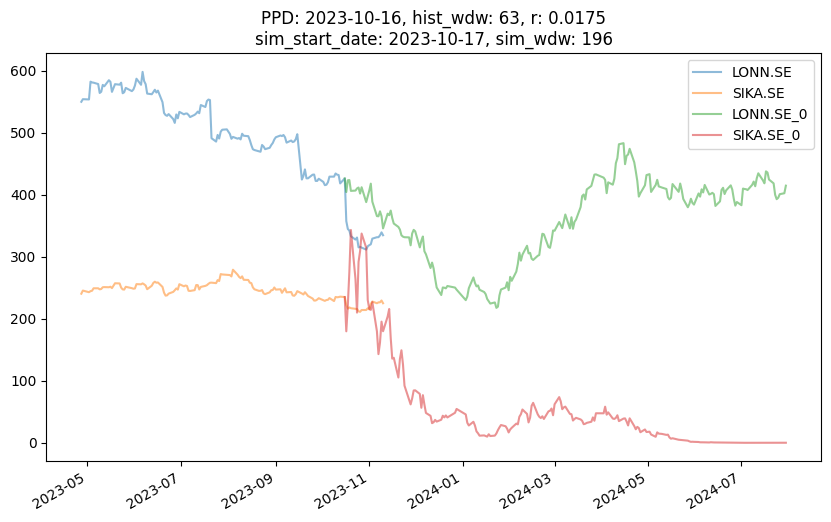 PPD: 2023-10-16, hist_wdw: 63, r: 0.0175
sim_start_date: 2023-10-17, sim_wdw: 196
LONN.SE
SIKA.SE
LONN.SE_0
SIKA.SE_0
600
500
400
300
200
100
0
2023-05
2023-07
2023-09
2023-11
2024-01
2024-03
2024-05
2024-07